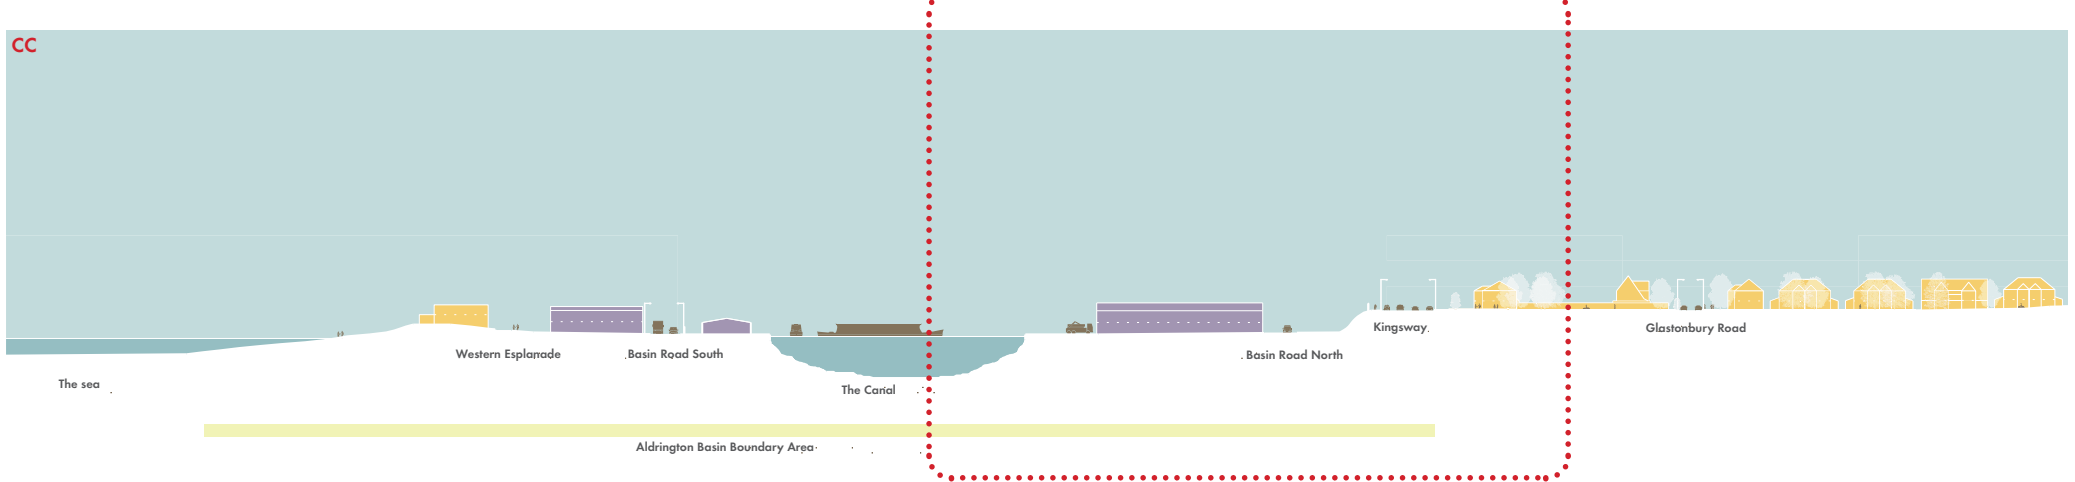 CC
Kingsway
Glastonbury Road
Western Esplanade
Basin Road South
Basin Road North
The sea
The Canal
Aldrington Basin Boundary Area